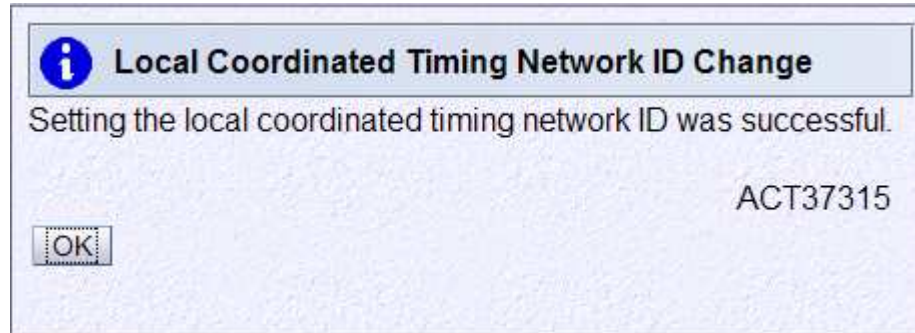 Local Coordinated Timing Network ID Change
Setting the local coordinated timing network ID was successful.
ACT37315
OK